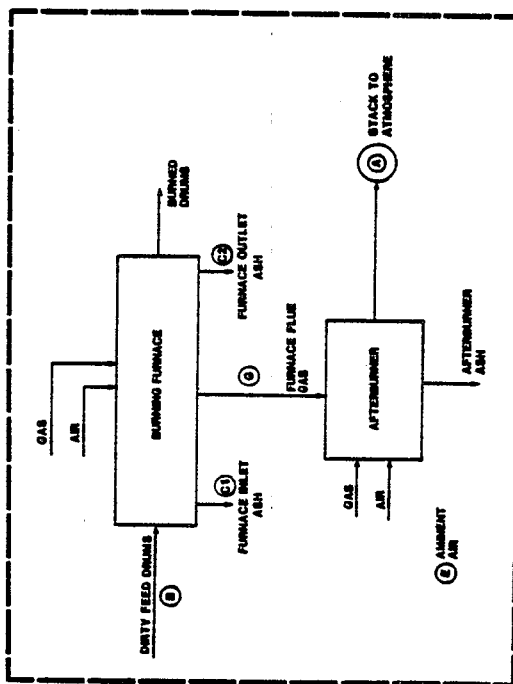 GAS
AIR
DIRTY FEED DRUMS
B
BURNING FURNACE
BURNED
DRUMS
C1
FURNACE INLET
ASH
G
FURNACE FLUE
GAS
C2
FURNACE OUTLET
ASH
GAS
AIR
AFTERBURNER
A
STACK TO
ATMOSPHERE
AFTERBURNER
ASH
E
AMBIENT
AIR